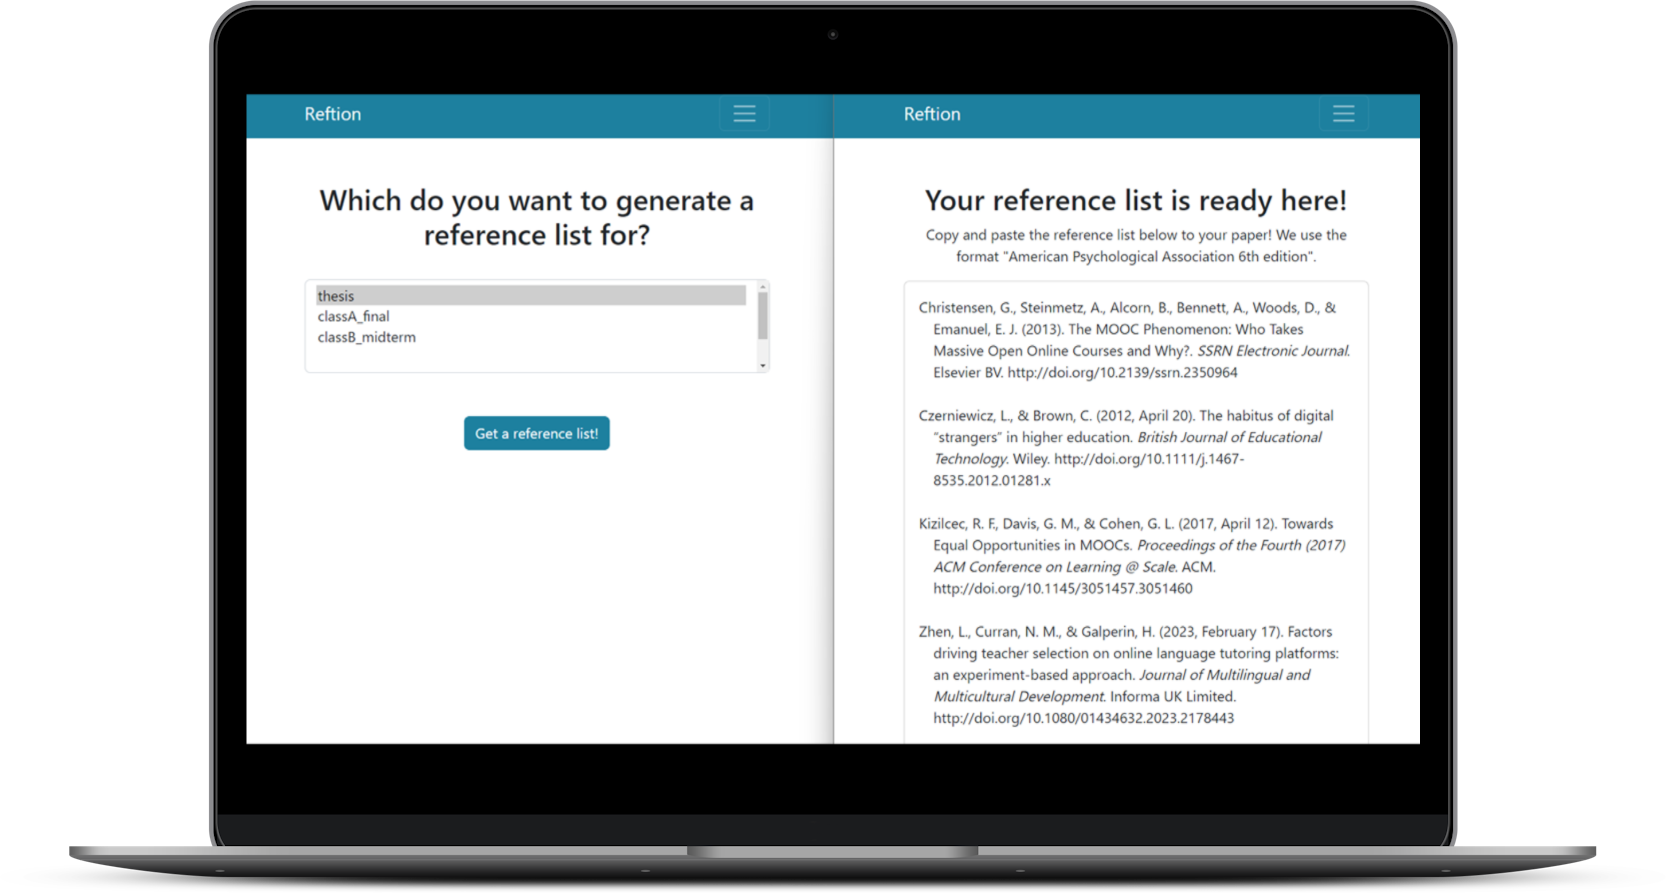 Reftion
Which do you want to generate a
reference list for?
thesis
classA_final
classB_midterm
Get a reference list!
Reftion
Your reference list is ready here!
Copy and paste the reference list below to your paper! We use the
format "American Psychological Association 6th edition".
Christensen, G., Steinmetz, A., Alcorn, B., Bennett, A., Woods, D., &
Emanuel, E. J. (2013). The MOOC Phenomenon: Who Takes
Massive Open Online Courses and Why?. SSRN Electronic Journal.
Elsevier BV. http://doi.org/10.2139/ssrn.2350964
Czerniewicz, L., & Brown, C. (2012, April 20). The habitus of digital
“strangers” in higher education. British Journal of Educational
Technology. Wiley. http://doi.org/10.1111/j.1467-
8535.2012.01281.x
Kizilcec, R. F., Davis, G. M., & Cohen, G. L. (2017, April 12). Towards
Equal Opportunities in MOOCs. Proceedings of the Fourth (2017)
ACM Conference on Learning @ Scale. ACM.
http://doi.org/10.1145/3051457.3051460
Zhen, L., Curran, N. M., & Galperin, H. (2023, February 17). Factors
driving teacher selection on online language tutoring platforms:
an experiment-based approach. Journal of Multilingual and
Multicultural Development. Informa UK Limited.
http://doi.org/10.1080/01434632.2023.2178443